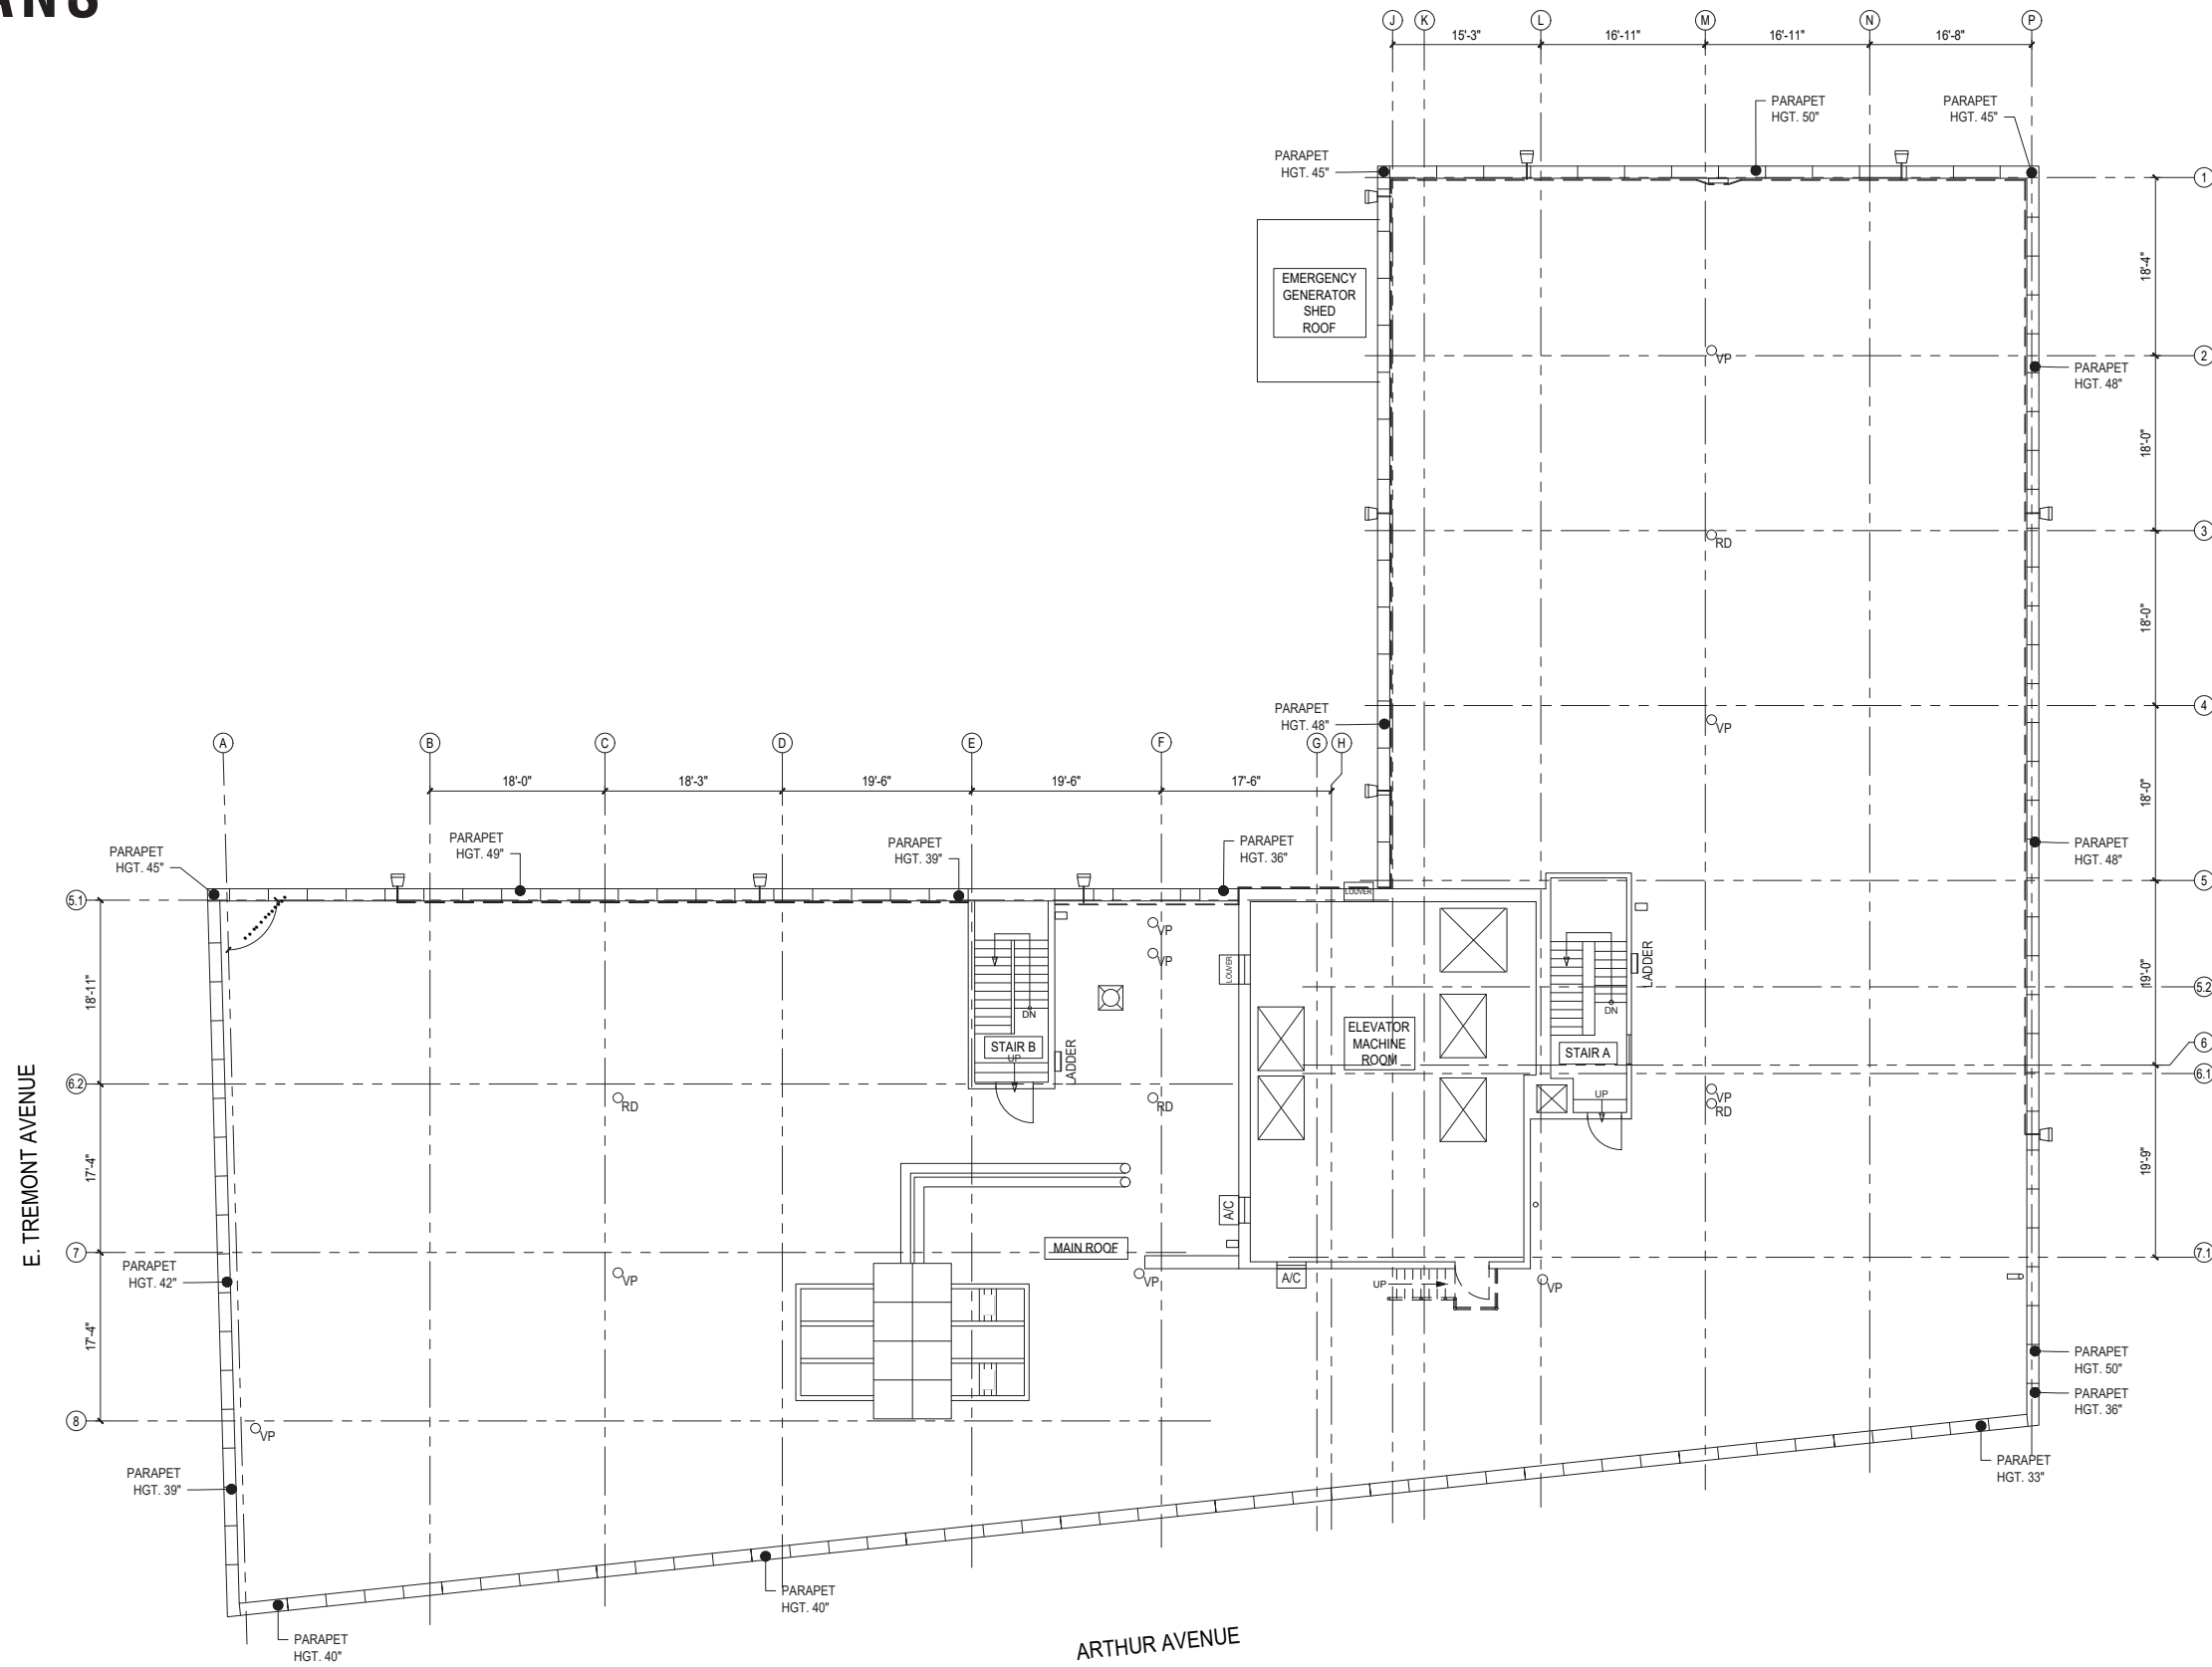 J
K
L
M
N
P
15'-3"
16'-11"
16'-11"
16'-8"
PARAPET
HGT. 50"
PARAPET
HGT. 45"
PARAPET
HGT. 45"
1
18'-4"
EMERGENCY
GENERATOR
SHED
ROOF
VP
2
PARAPET
HGT. 48"
18'-0"
RD
3
18'-0"
PARAPET
HGT. 48"
VP
4
A
B
C
D
E
F
G
H
18'-0"
18'-3"
19'-6"
19'-6"
17'-6"
18'-0"
PARAPET
HGT. 45"
PARAPET
HGT. 49"
PARAPET
HGT. 39"
PARAPET
HGT. 36"
PARAPET
HGT. 48"
5
LOUVER
5.1
VP
VP
LOUVER
LADDER
19'-0"
18'-11"
5.2
DN
DN
STAIR B
UP
LADDER
ELEVATOR
MACHINE
ROOM
STAIR A
6
6.1
6.2
UP
VP
RD
RD
RD
E. TREMONT AVENUE
17'-4"
19'-9"
A/C
MAIN ROOF
7
7.1
PARAPET
HGT. 42"
VP
VP
A/C
UP
VP
17'-4"
PARAPET
HGT. 50"
PARAPET
HGT. 36"
8
VP
PARAPET
HGT. 39"
PARAPET
HGT. 33"
PARAPET
HGT. 40"
PARAPET
HGT. 40"
ARTHUR AVENUE